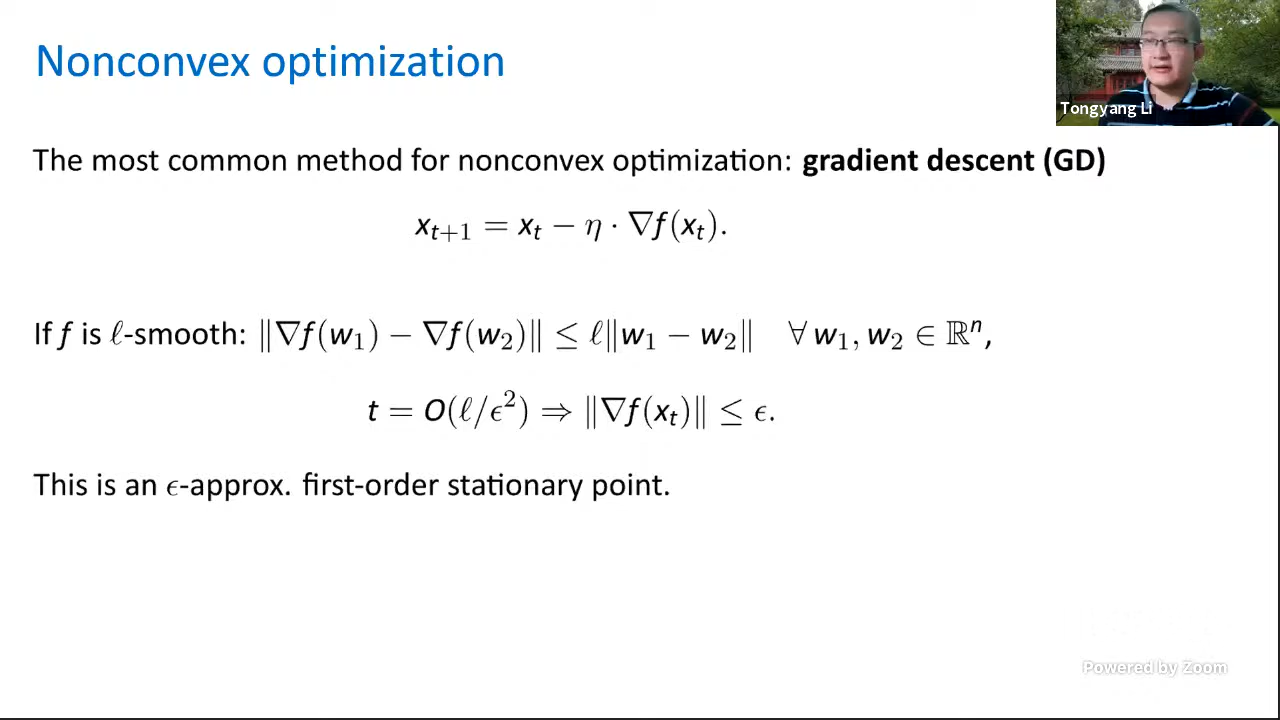 Nonconvex optimization
Tongyang Li
The most common method for nonconvex optimization: gradient descent (GD)
x_{t+1} = x_t − η · ∇f(x_t).
If f is ℓ-smooth: ‖∇f(w_1) − ∇f(w_2)‖ ≤ ℓ‖w_1 − w_2‖ ∀ w_1, w_2 ∈ ℝ^n,
t = O(ℓ/ϵ^2) ⇒ ‖∇f(x_t)‖ ≤ ϵ.
This is an ϵ-approx. first-order stationary point.
Powered by Zoom